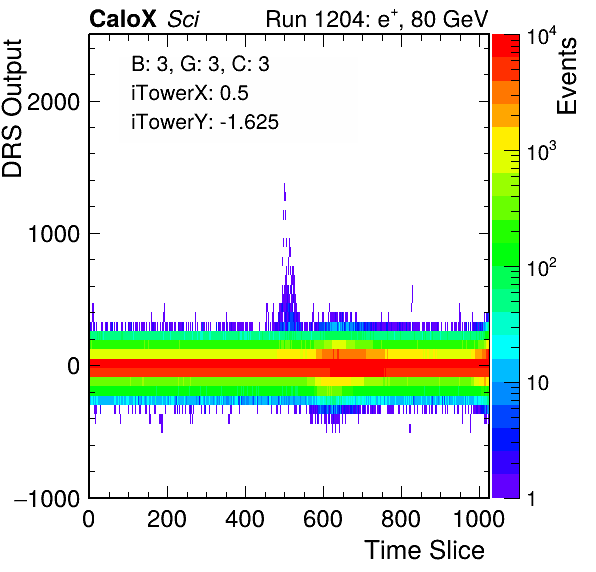 CaloX Sci Run 1204: e⁺, 80 GeV
B: 3, G: 3, C: 3
iTowerX: 0.5
iTowerY: -1.625
DRS Output
2000
1000
0
−1000
0 200 400 600 800 1000
Time Slice
Events
10⁴
10³
10²
10
1